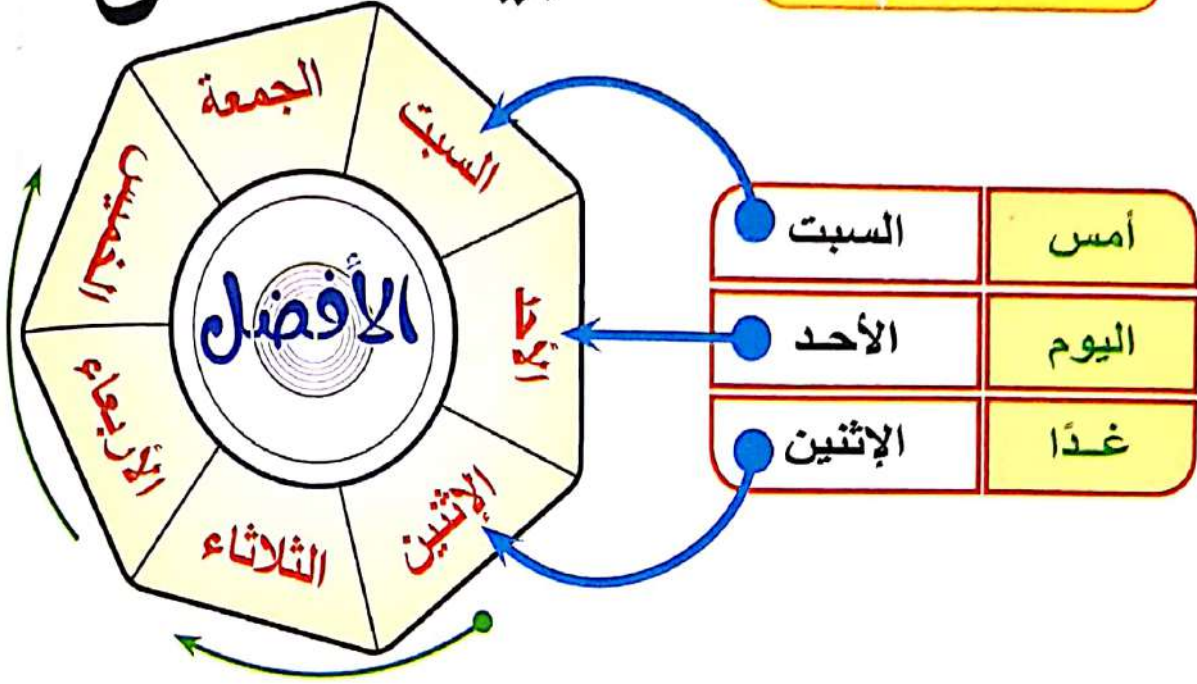 أمس السبت
اليوم الأحد
غدًا الإثنين
السبت
الأحد
الإثنين
الثلاثاء
الأربعاء
الخميس
الجمعة
الأفضل